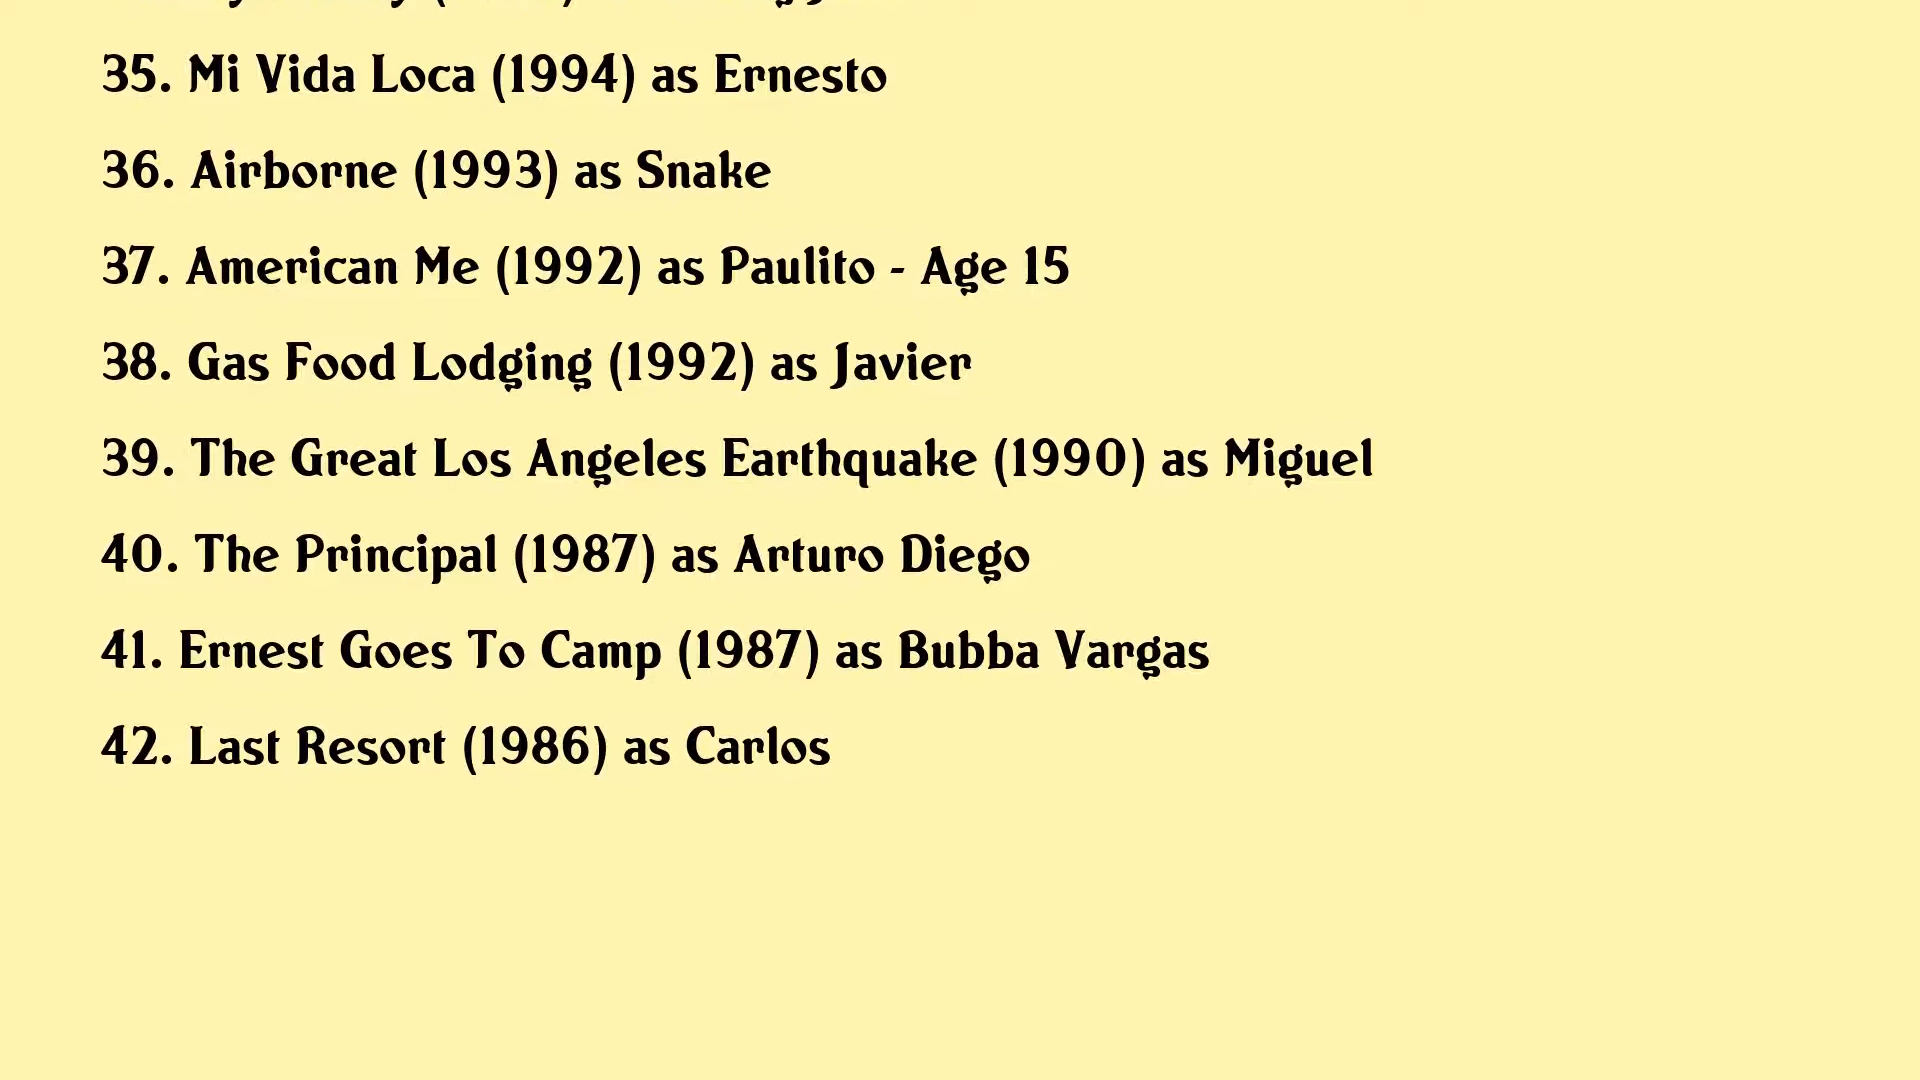 35. Mi Vida Loca (1994) as Ernesto
36. Airborne (1993) as Snake
37. American Me (1992) as Paulito - Age 15
38. Gas Food Lodging (1992) as Javier
39. The Great Los Angeles Earthquake (1990) as Miguel
40. The Principal (1987) as Arturo Diego
41. Ernest Goes To Camp (1987) as Bubba Vargas
42. Last Resort (1986) as Carlos